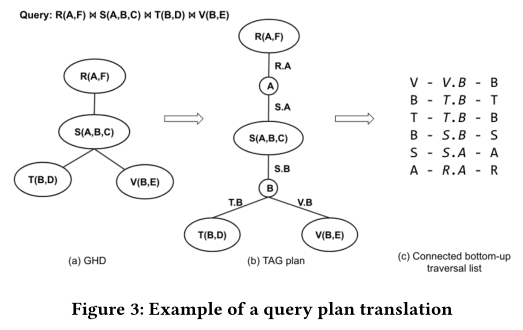 Query: R(A,F) ⋈ S(A,B,C) ⋈ T(B,D) ⋈ V(B,E)
R(A,F)
S(A,B,C)
T(B,D)
V(B,E)
(a) GHD
R(A,F)
R.A
A
S.A
S(A,B,C)
S.B
B
T.B
V.B
T(B,D)
V(B,E)
(b) TAG plan
V - V.B - B
B - T.B - T
T - T.B - B
B - S.B - S
S - S.A - A
A - R.A - R
(c) Connected bottom-up
traversal list
Figure 3: Example of a query plan translation